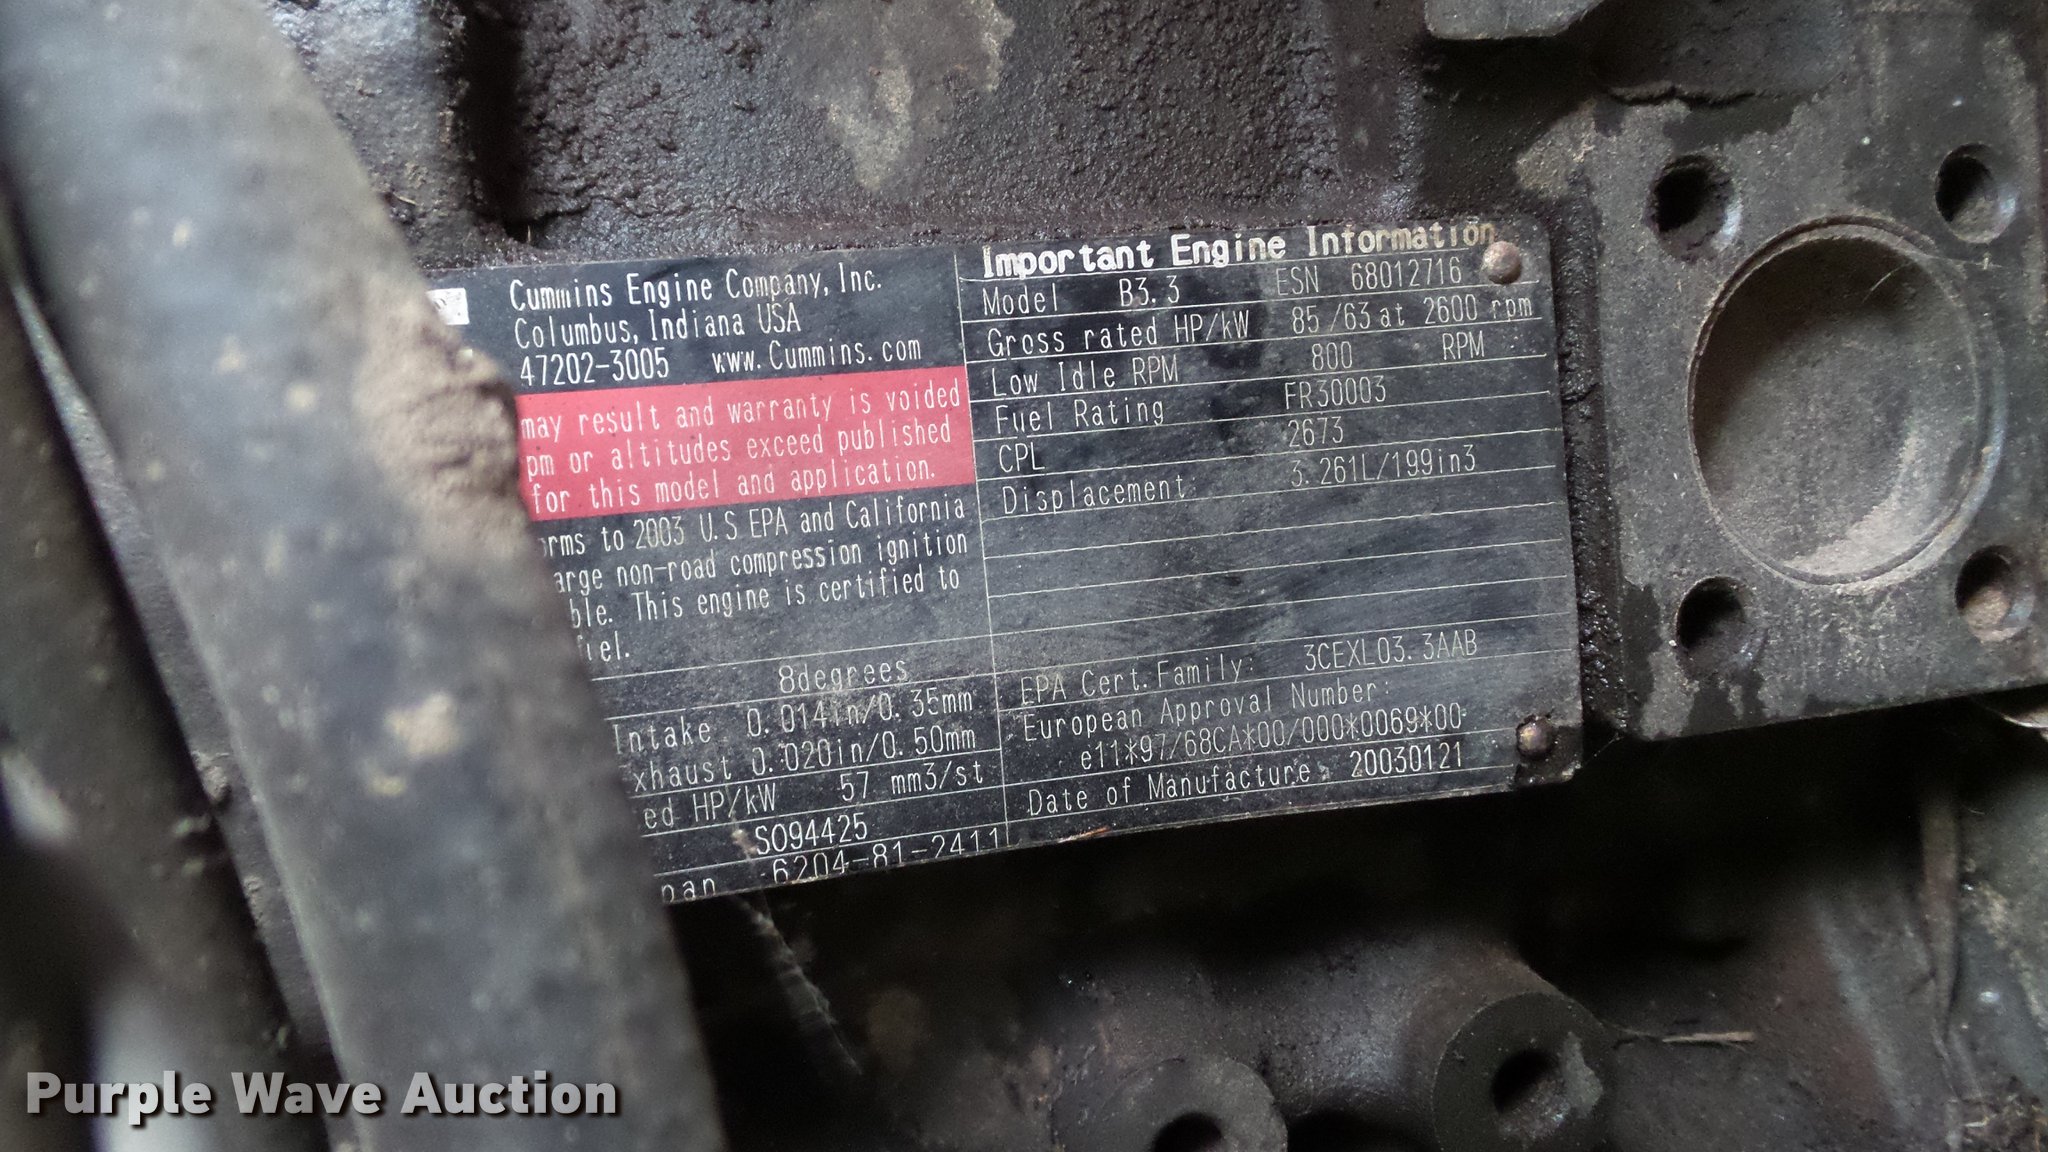 Cummins Engine Company, Inc.
Columbus, Indiana USA
47202-3005 www.Cummins.com
may result and warranty is voided
pm or altitudes exceed published
for this model and application.
orms to 2003 U.S EPA and California
arge non-road compression ignition
ble. This engine is certified to
iel.
8degrees
Intake 0.014in/0.35mm
xhaust 0.020in/0.50mm
ed HP/kW 57 mm3/st
SO94425
pan 6204-81-2411
Important Engine Information
Model B3.3 ESN 68012716
Gross rated HP/kW 85/63 at 2600 rpm
Low Idle RPM 800 RPM
Fuel Rating FR30003
CPL 2673
Displacement 3.261L/199in3
EPA Cert.Family: 3CEXL03.3AAB
European Approval Number:
e11*97/68CA*00/000*0069*00
Date of Manufacture 20030121
Purple Wave Auction